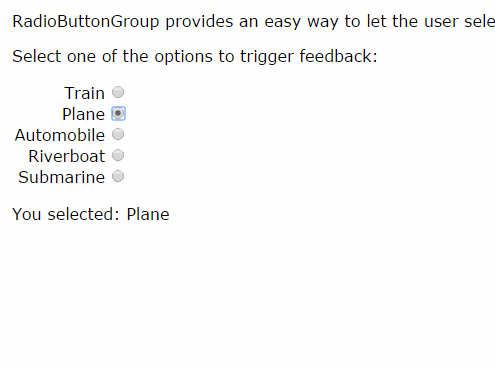 RadioButtonGroup provides an easy way to let the user sele
Select one of the options to trigger feedback:
Train
Plane
Automobile
Riverboat
Submarine
You selected: Plane